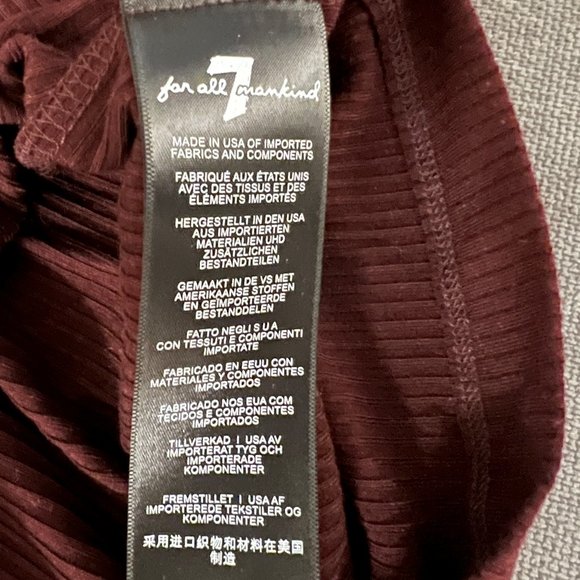 7
for all mankind
MADE IN USA OF IMPORTED
FABRICS AND COMPONENTS
FABRIQUÉ AUX ÉTATS UNIS
AVEC DES TISSUS ET DES
ÉLÉMENTS IMPORTÉS
HERGESTELLT IN DEN USA
AUS IMPORTIERTEN
MATERIALIEN UHD
ZUSÄTZLICHEN
BESTANDTEILEN
GEMAAKT IN DE VS MET
AMERIKAANSE STOFFEN
EN GEÏMPORTEERDE
BESTANDDELEN
FATTO NEGLI S U A
CON TESSUTI E COMPONENTI
IMPORTATE
FABRICADO EN EEUU CON
MATERIALES Y COMPONENTES
IMPORTADOS
FABRICADO NOS EUA COM
TECIDOS E COMPONENTES
IMPORTADOS
TILLVERKAD I USA AV
IMPORTERAT TYG OCH
IMPORTERADE
KOMPONENTER
FREMSTILLET I USA AF
IMPORTEREDE TEKSTILER OG
KOMPONENTER
采用进口织物和材料在美国
制造